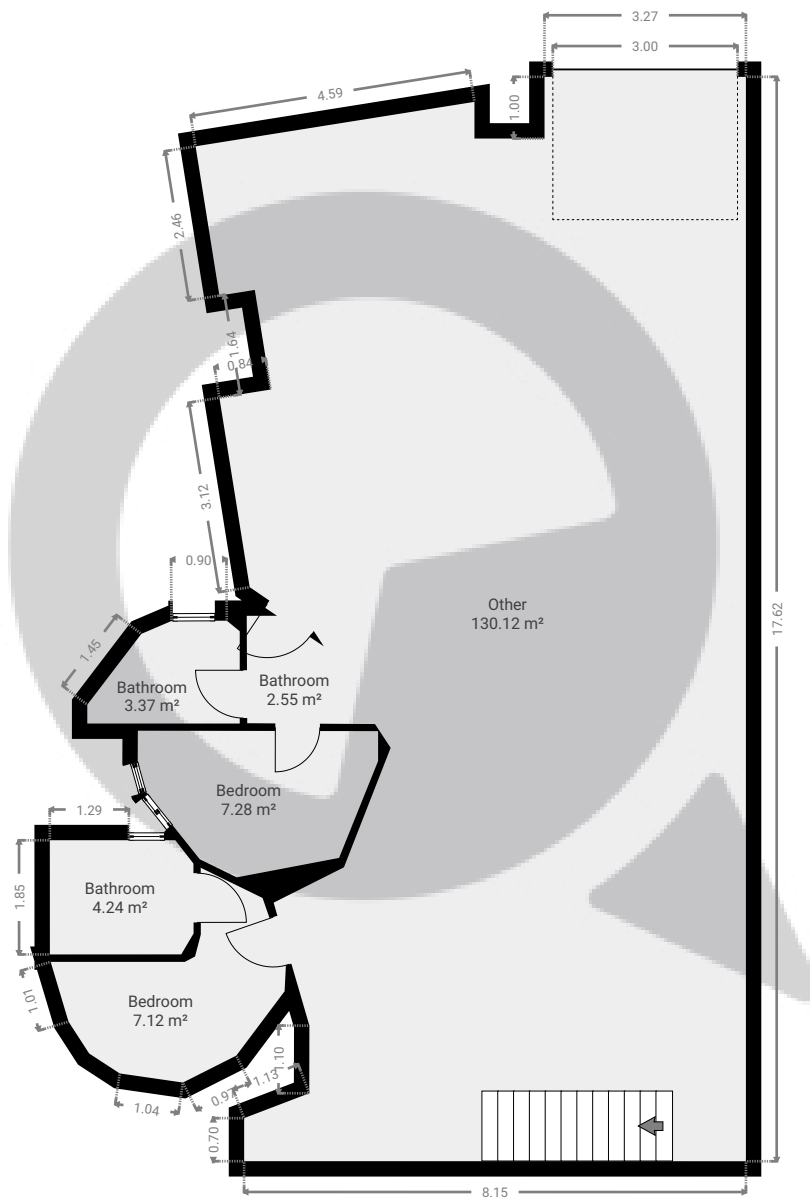 3.27
3.00
4.59
1.00
2.46
1.64
0.84
3.12
0.90
17.62
Other
130.12 m²
1.45
Bathroom
3.37 m²
Bathroom
2.55 m²
Bedroom
7.28 m²
1.29
Bathroom
4.24 m²
1.85
Bedroom
7.12 m²
1.01
1.10
1.13
0.97
1.04
0.70
8.15